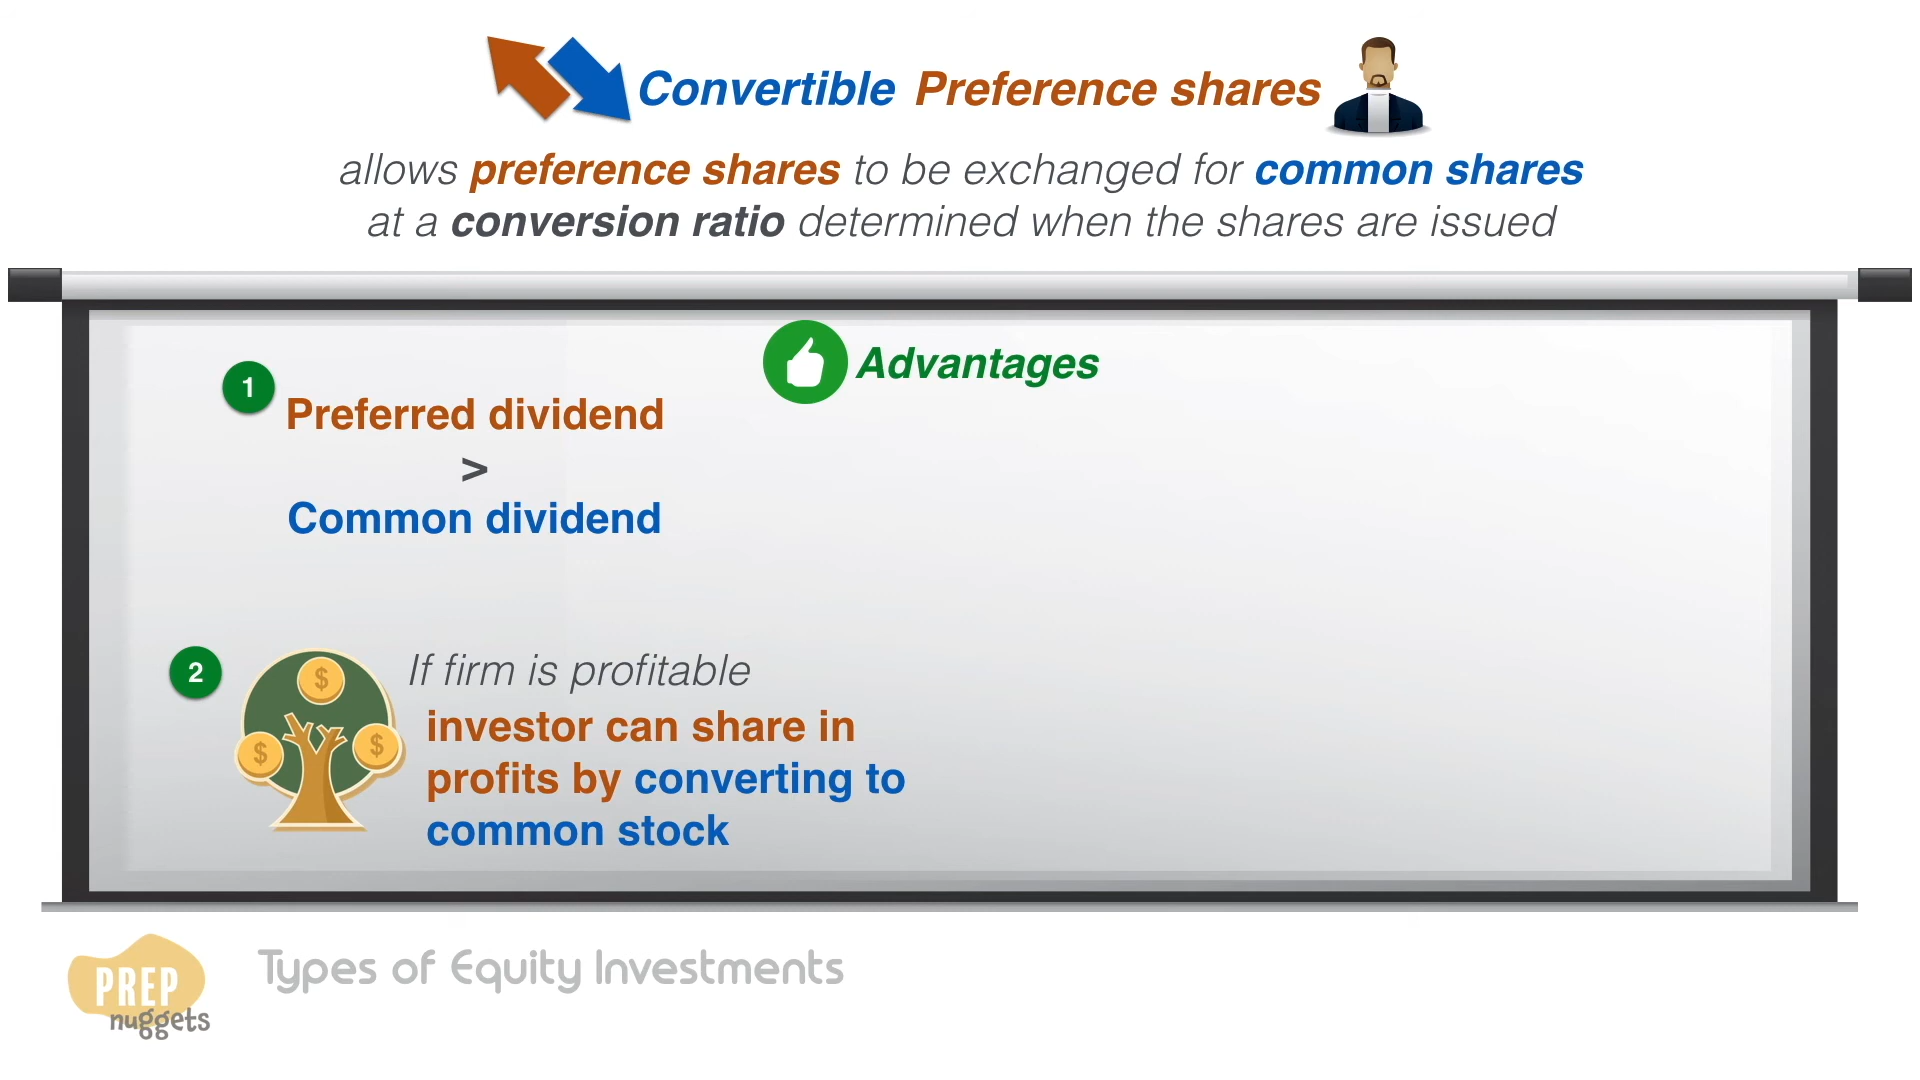 Convertible Preference shares
allows preference shares to be exchanged for common shares
at a conversion ratio determined when the shares are issued
Advantages
1
Preferred dividend
>
Common dividend
2
$
$
$
If firm is profitable
investor can share in
profits by converting to
common stock
PREP
nuggets
Types of Equity Investments